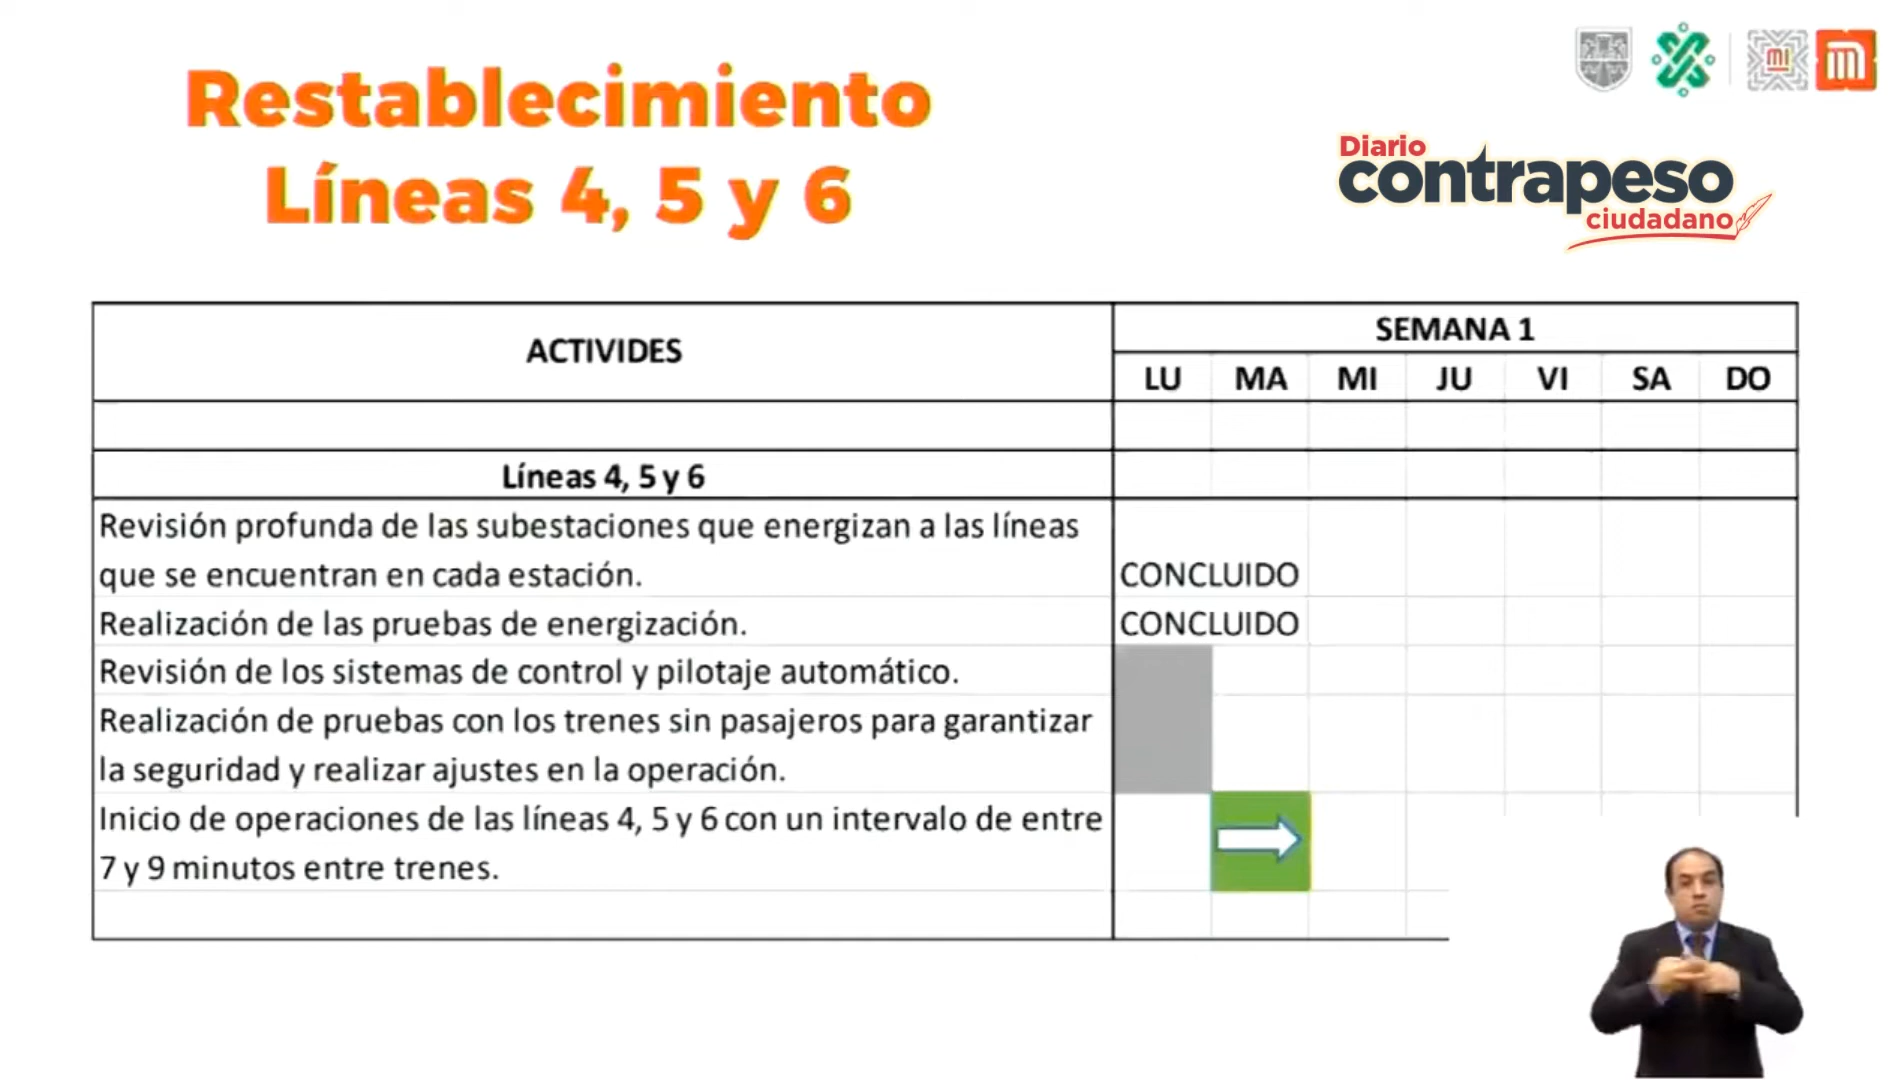 Restablecimiento
Líneas 4, 5 y 6
MI
Diario
contrapeso
ciudadano
ACTIVIDES
SEMANA 1
LU MA MI JU VI SA DO
Líneas 4, 5 y 6
Revisión profunda de las subestaciones que energizan a las líneas
que se encuentran en cada estación.
CONCLUIDO
Realización de las pruebas de energización.
CONCLUIDO
Revisión de los sistemas de control y pilotaje automático.
Realización de pruebas con los trenes sin pasajeros para garantizar
la seguridad y realizar ajustes en la operación.
Inicio de operaciones de las líneas 4, 5 y 6 con un intervalo de entre
7 y 9 minutos entre trenes.